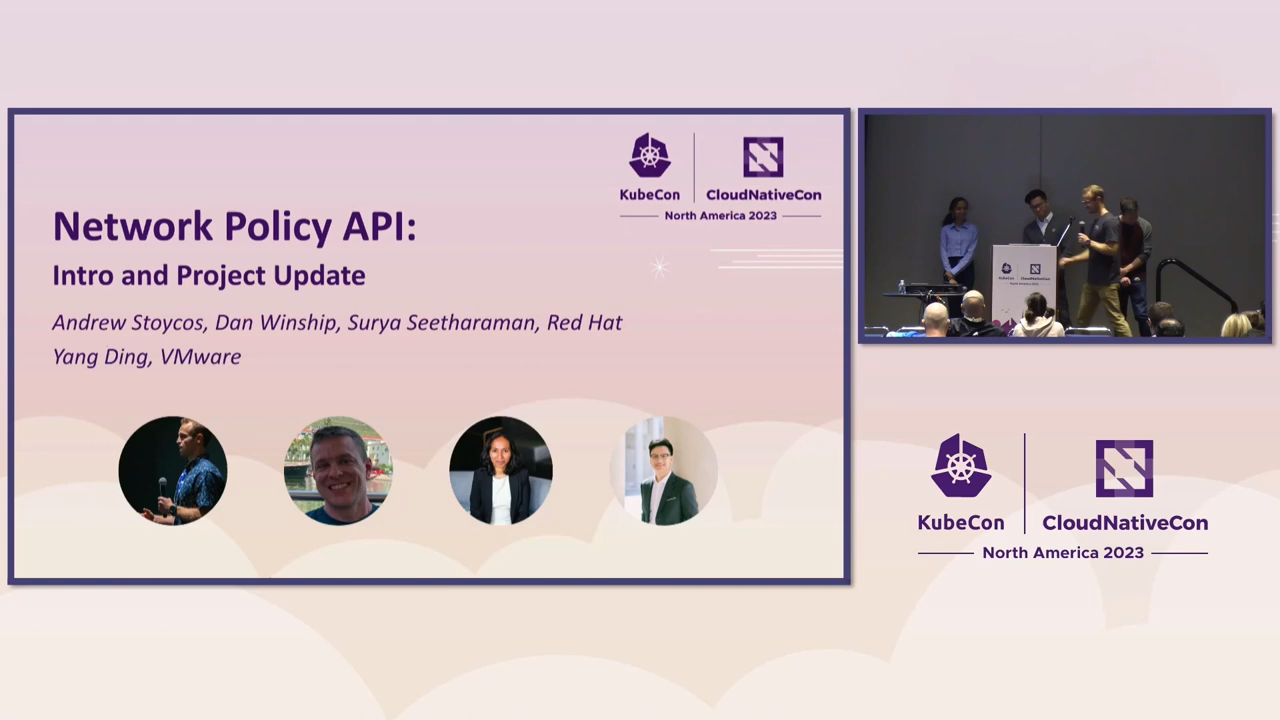 KubeCon
CloudNativeCon
North America 2023
Network Policy API:
Intro and Project Update
Andrew Stoycos, Dan Winship, Surya Seetharaman, Red Hat
Yang Ding, VMware
KubeCon
CloudNativeCon
North America 2023